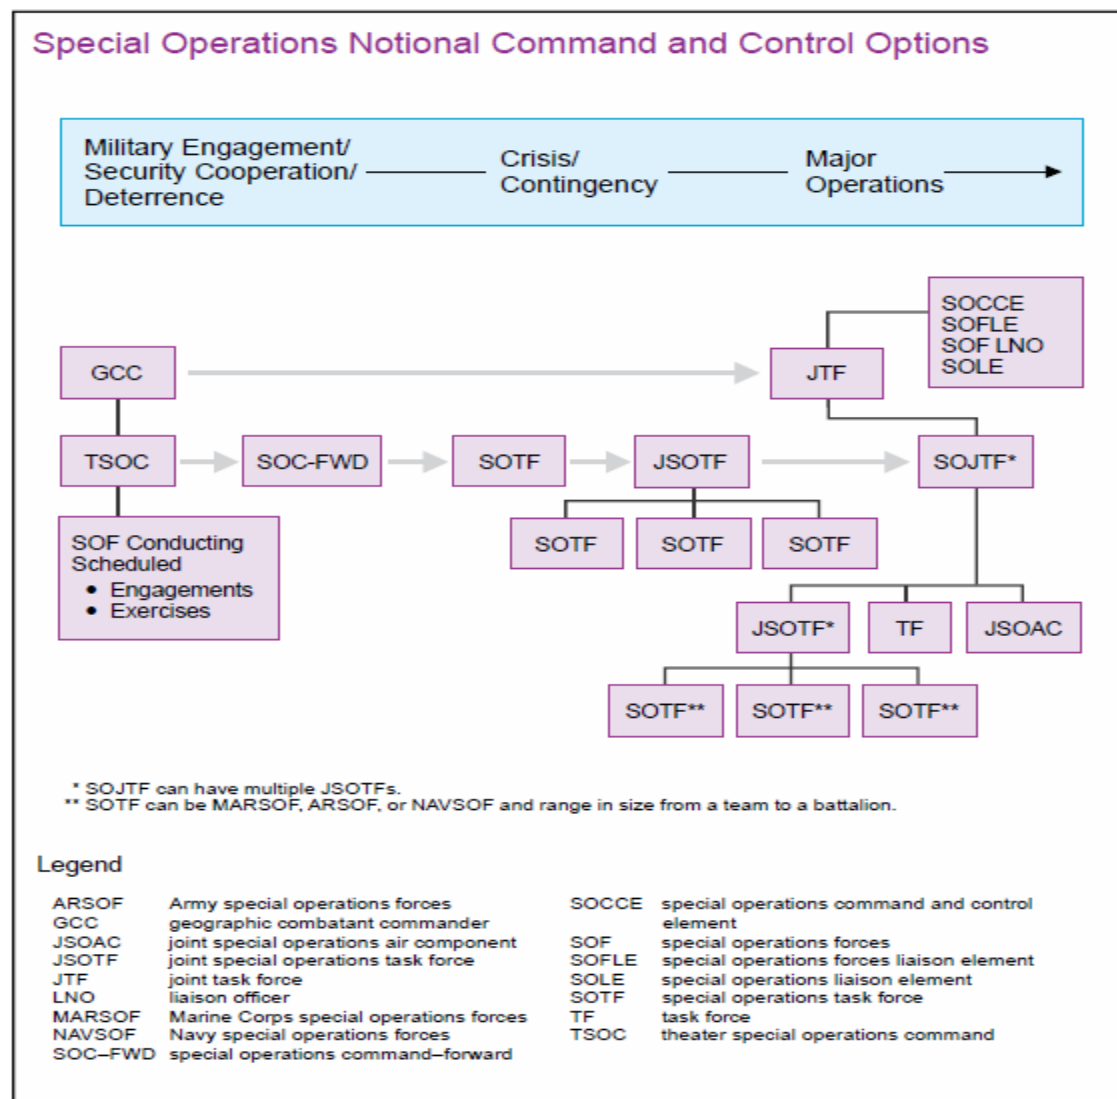 Special Operations Notional Command and Control Options
Military Engagement/
Security Cooperation/
Deterrence
Crisis/
Contingency
Major
Operations
SOCCE
SOFLE
SOF LNO
SOLE
GCC
JTF
TSOC
SOC-FWD
SOTF
JSOTF
SOJTF*
SOF Conducting
Scheduled
• Engagements
• Exercises
SOTF
SOTF
SOTF
JSOTF*
TF
JSOAC
SOTF**
SOTF**
SOTF**
* SOJTF can have multiple JSOTFs.
** SOTF can be MARSOF, ARSOF, or NAVSOF and range in size from a team to a battalion.
Legend
ARSOF Army special operations forces
GCC geographic combatant commander
JSOAC joint special operations air component
JSOTF joint special operations task force
JTF joint task force
LNO liaison officer
MARSOF Marine Corps special operations forces
NAVSOF Navy special operations forces
SOC–FWD special operations command–forward
SOCCE special operations command and control
element
SOF special operations forces
SOFLE special operations forces liaison element
SOLE special operations liaison element
SOTF special operations task force
TF task force
TSOC theater special operations command